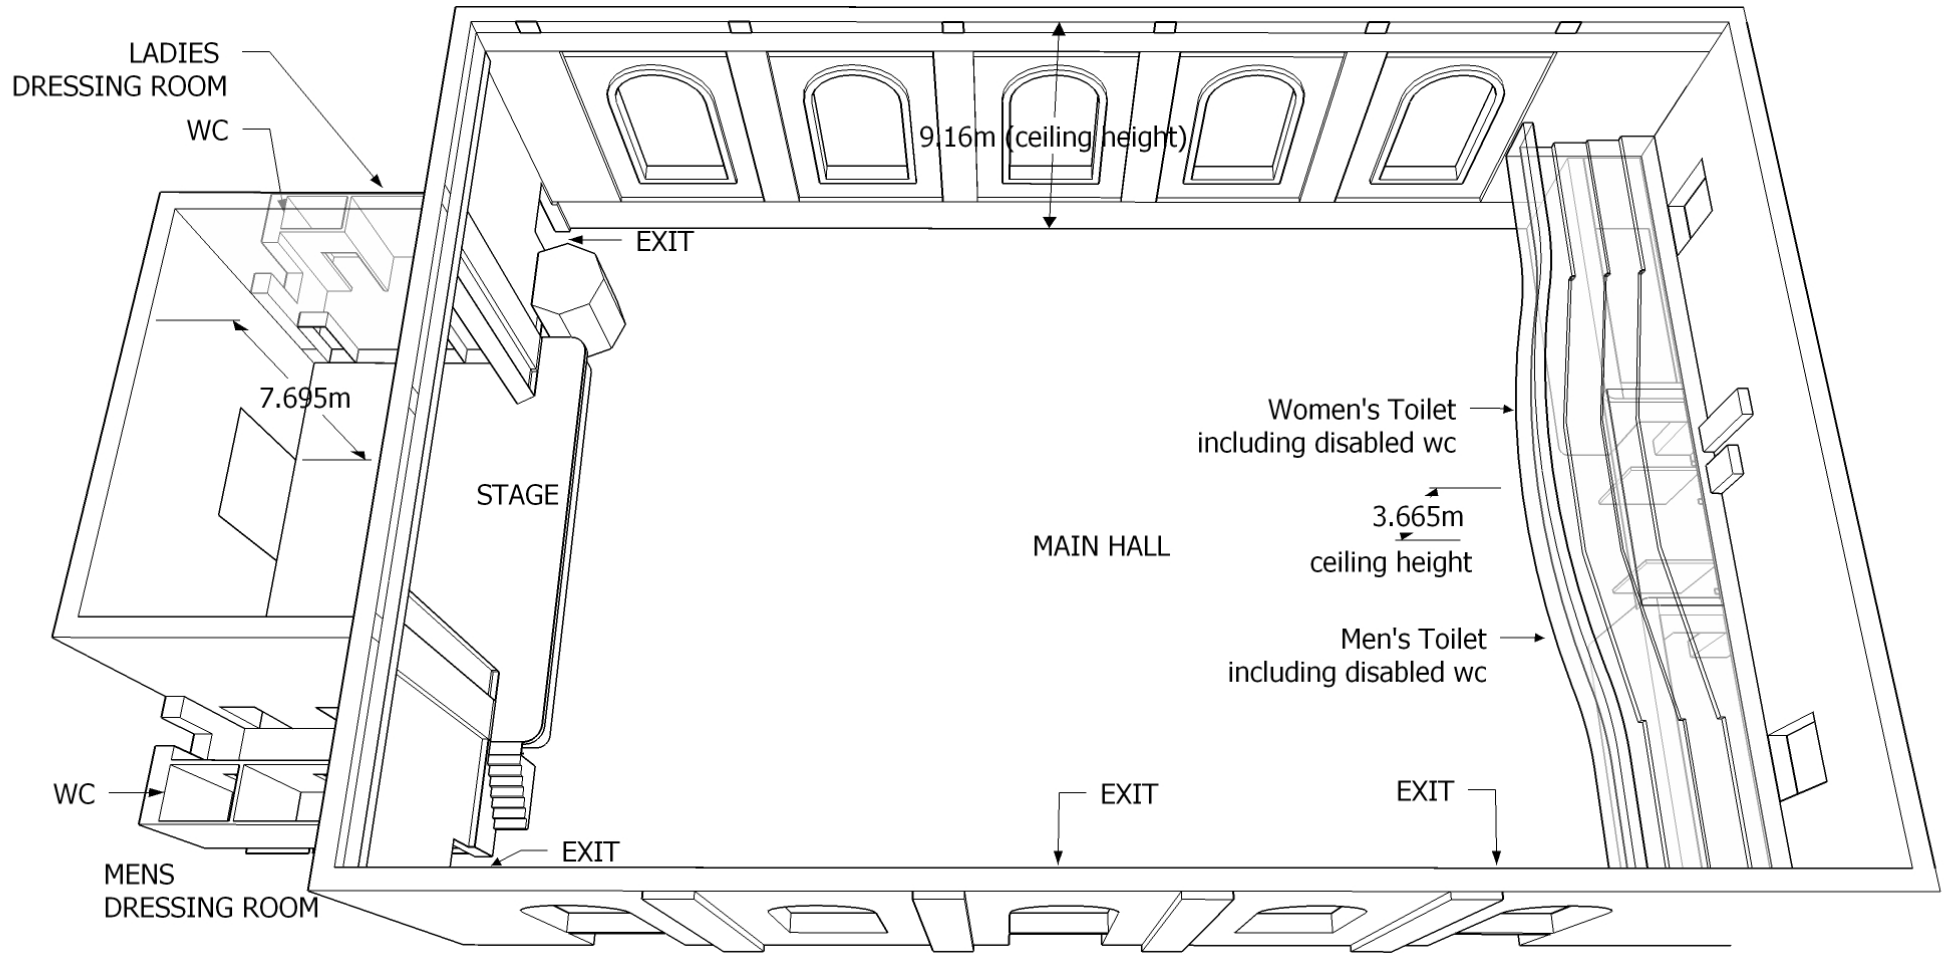 LADIES
DRESSING ROOM
WC
9.16m (ceiling height)
EXIT
7.695m
STAGE
Women's Toilet
including disabled wc
3.665m
ceiling height
MAIN HALL
Men's Toilet
including disabled wc
WC
EXIT
EXIT
EXIT
MENS
DRESSING ROOM